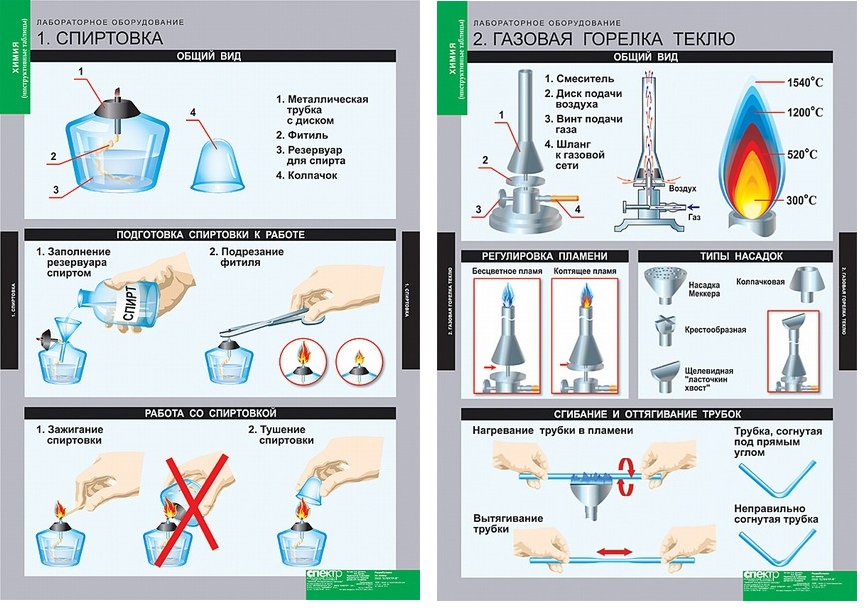 ХИМИЯ
(инструктивные таблицы)
ЛАБОРАТОРНОЕ ОБОРУДОВАНИЕ
1. СПИРТОВКА
ОБЩИЙ ВИД
1
2
3
4
1. Металлическая
трубка
с диском
2. Фитиль
3. Резервуар
для спирта
4. Колпачок
ПОДГОТОВКА СПИРТОВКИ К РАБОТЕ
1. Заполнение
резервуара
спиртом
СПИРТ
2. Подрезание
фитиля
1. СПИРТОВКА
1. СПИРТОВКА
РАБОТА СО СПИРТОВКОЙ
1. Зажигание
спиртовки
2. Тушение
спиртовки
спектр
ХИМИЯ
(инструктивные таблицы)
ЛАБОРАТОРНОЕ ОБОРУДОВАНИЕ
2. ГАЗОВАЯ ГОРЕЛКА ТЕКЛЮ
ОБЩИЙ ВИД
1
2
3
4
1. Смеситель
2. Диск подачи
воздуха
3. Винт подачи
газа
4. Шланг
к газовой
сети
Воздух
Газ
1540°С
1200°С
520°С
300°С
РЕГУЛИРОВКА ПЛАМЕНИ
Бесцветное пламя
Коптящее пламя
ТИПЫ НАСАДОК
Насадка
Меккера
Колпачковая
Крестообразная
Щелевидная
"ласточкин
хвост"
2. ГАЗОВАЯ ГОРЕЛКА ТЕКЛЮ
2. ГАЗОВАЯ ГОРЕЛКА ТЕКЛЮ
СГИБАНИЕ И ОТТЯГИВАНИЕ ТРУБОК
Нагревание трубки в пламени
Трубка, согнутая
под прямым
углом
Вытягивание
трубки
Неправильно
согнутая трубка
спектр